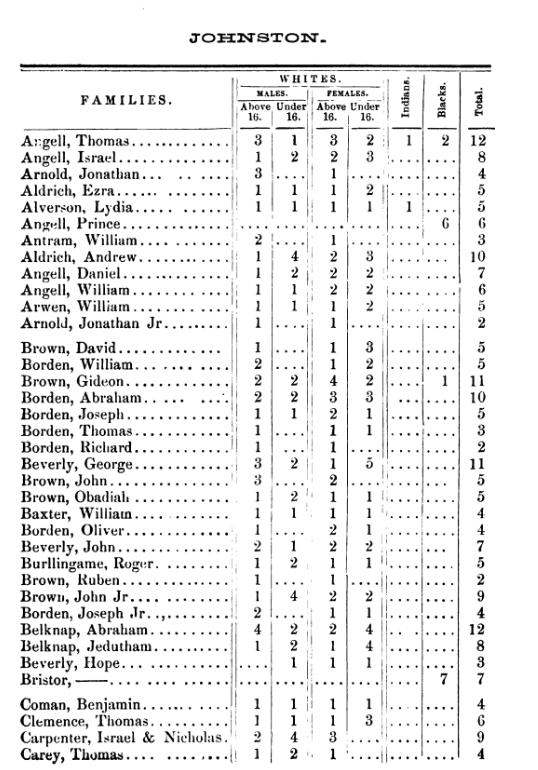 JOHNSTON.
WHITES.
FAMILIES. MALES. FEMALES. Indians. Blacks. Total.
Above Under Above Under
16. 16. 16. 16.
Angell, Thomas............. 3 1 3 2 1 2 12
Angell, Israel.............. 1 2 2 3 .... .... 8
Arnold, Jonathan... .. ..... 3 .... 1 .... .... .... 4
Aldrich, Ezra...... ........ 1 1 1 2 .... .... 5
Alverson, Lydia..... ...... 1 1 1 1 1 .... 5
Angell, Prince.............. .... .... .... .... .... 6 6
Antram, William.... ........ 2 .... 1 .... .... .... 3
Aldrich, Andrew............ 1 4 2 3 .... ... 10
Angell, Daniel.............. 1 2 2 2 .... .... 7
Angell, William............ 1 1 2 2 .... .... 6
Arwen, William............ 1 1 1 2 .... .... 5
Arnold, Jonathan Jr......... 1 .... 1 .... .... .... 2
Brown, David.............. 1 .... 1 3 .... .... 5
Borden, William... ........ 2 .... 1 2 .... .... 5
Brown, Gideon............. 2 2 4 2 .... 1 11
Borden, Abraham..... ..... 2 2 3 3 ... .... 10
Borden, Joseph............. 1 1 2 1 .... .... 5
Borden, Thomas............ 1 .... 1 1 .... .... 3
Borden, Richard............ 1 ... 1 .... .... .... 2
Beverly, George............ 3 2 1 5 .... .... 11
Brown, John............... 3 .... 2 .... .... .... 5
Brown, Obadiah............ 1 2 1 1 .... .... 5
Baxter, William............ 1 1 1 1 .... .... 4
Borden, Oliver............. 1 .... 2 1 .... .... 4
Beverly, John.............. 2 1 2 2 .... ... 7
Burllingame, Roger. ........ 1 2 1 1 .... .... 5
Brown, Ruben.............. 1 .... 1 .... .... .... 2
Brown, John Jr.... ......... 1 4 2 2 .... .... 9
Borden, Joseph Jr..,........ 2 .... 1 1 .... .... 4
Belknap, Abraham.......... 4 2 2 4 .. . .... 12
Belknap, Jedutham.......... 1 2 1 4 .... .... 8
Beverly, Hope... ........... .... 1 1 1 .... .... 3
Bristor, ——.... ........... .... .... .... .... .... 7 7
Coman, Benjamin...... .... 1 1 1 1 .... .... 4
Clemence, Thomas.......... 1 1 1 3 .... .... 6
Carpenter, Israel & Nicholas. 2 4 3 .... .... .... 9
Carey, Thomas.... ......... 1 2 1 .... .... .... 4